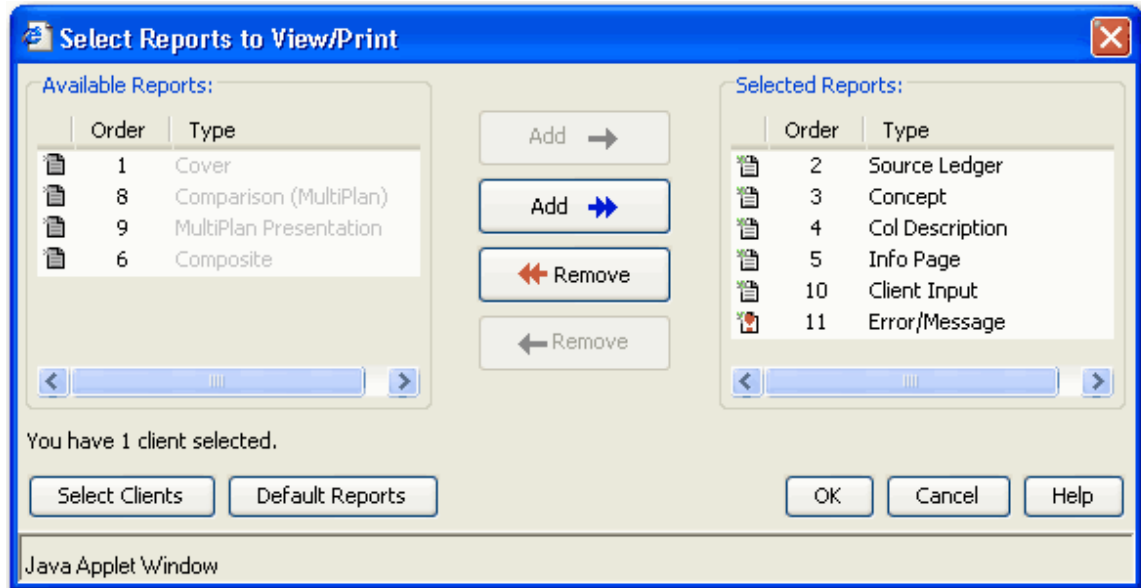 Select Reports to View/Print
Available Reports:
Order Type
1 Cover
8 Comparison (MultiPlan)
9 MultiPlan Presentation
6 Composite
Add
Add
Remove
Remove
Selected Reports:
Order Type
2 Source Ledger
3 Concept
4 Col Description
5 Info Page
10 Client Input
11 Error/Message
You have 1 client selected.
Select Clients Default Reports OK Cancel Help
Java Applet Window